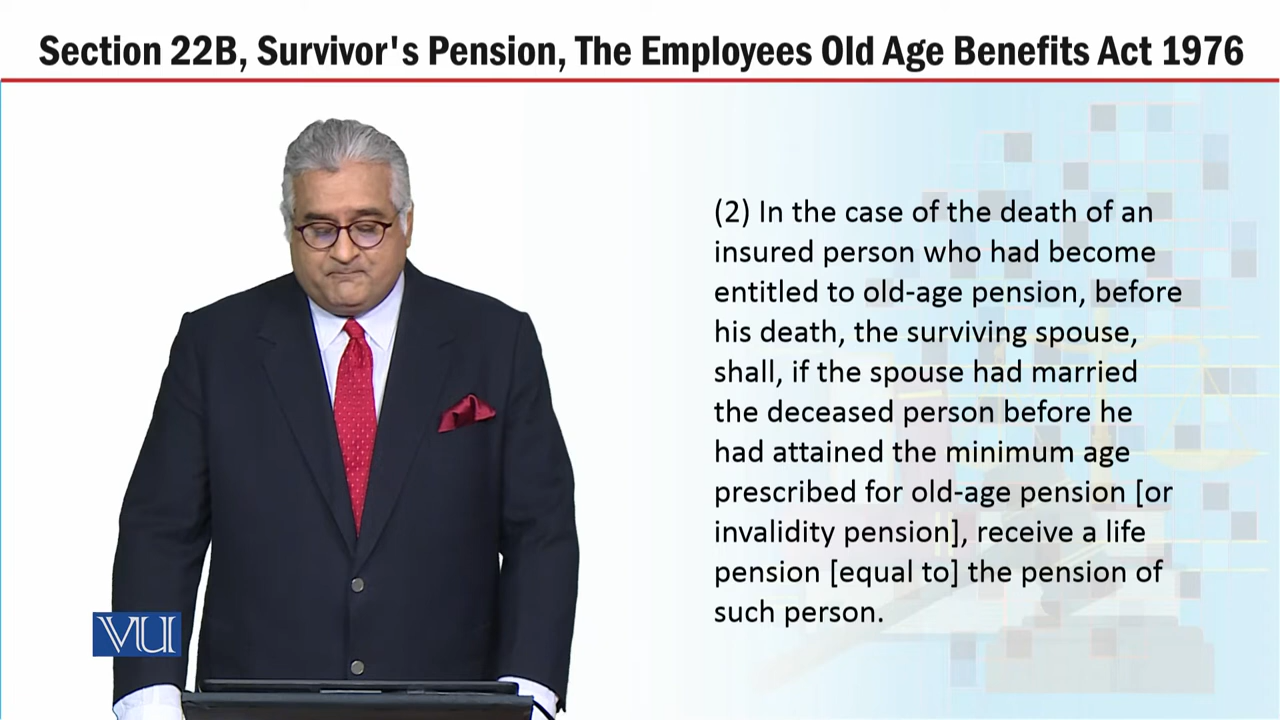 Section 22B, Survivor's Pension, The Employees Old Age Benefits Act 1976
(2) In the case of the death of an
insured person who had become
entitled to old-age pension, before
his death, the surviving spouse,
shall, if the spouse had married
the deceased person before he
had attained the minimum age
prescribed for old-age pension [or
invalidity pension], receive a life
pension [equal to] the pension of
such person.
VU